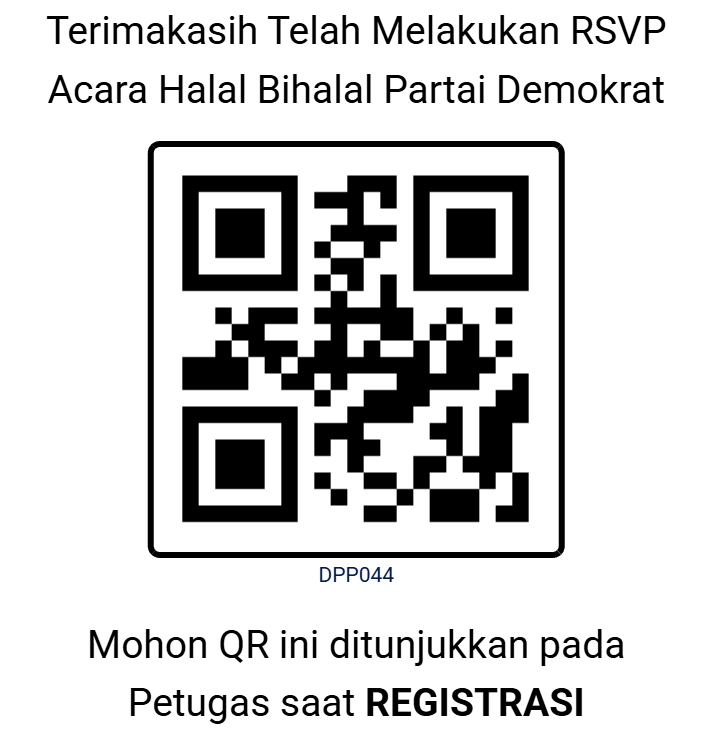 Terimakasih Telah Melakukan RSVP
Acara Halal Bihalal Partai Demokrat
DPP044
Mohon QR ini ditunjukkan pada
Petugas saat REGISTRASI